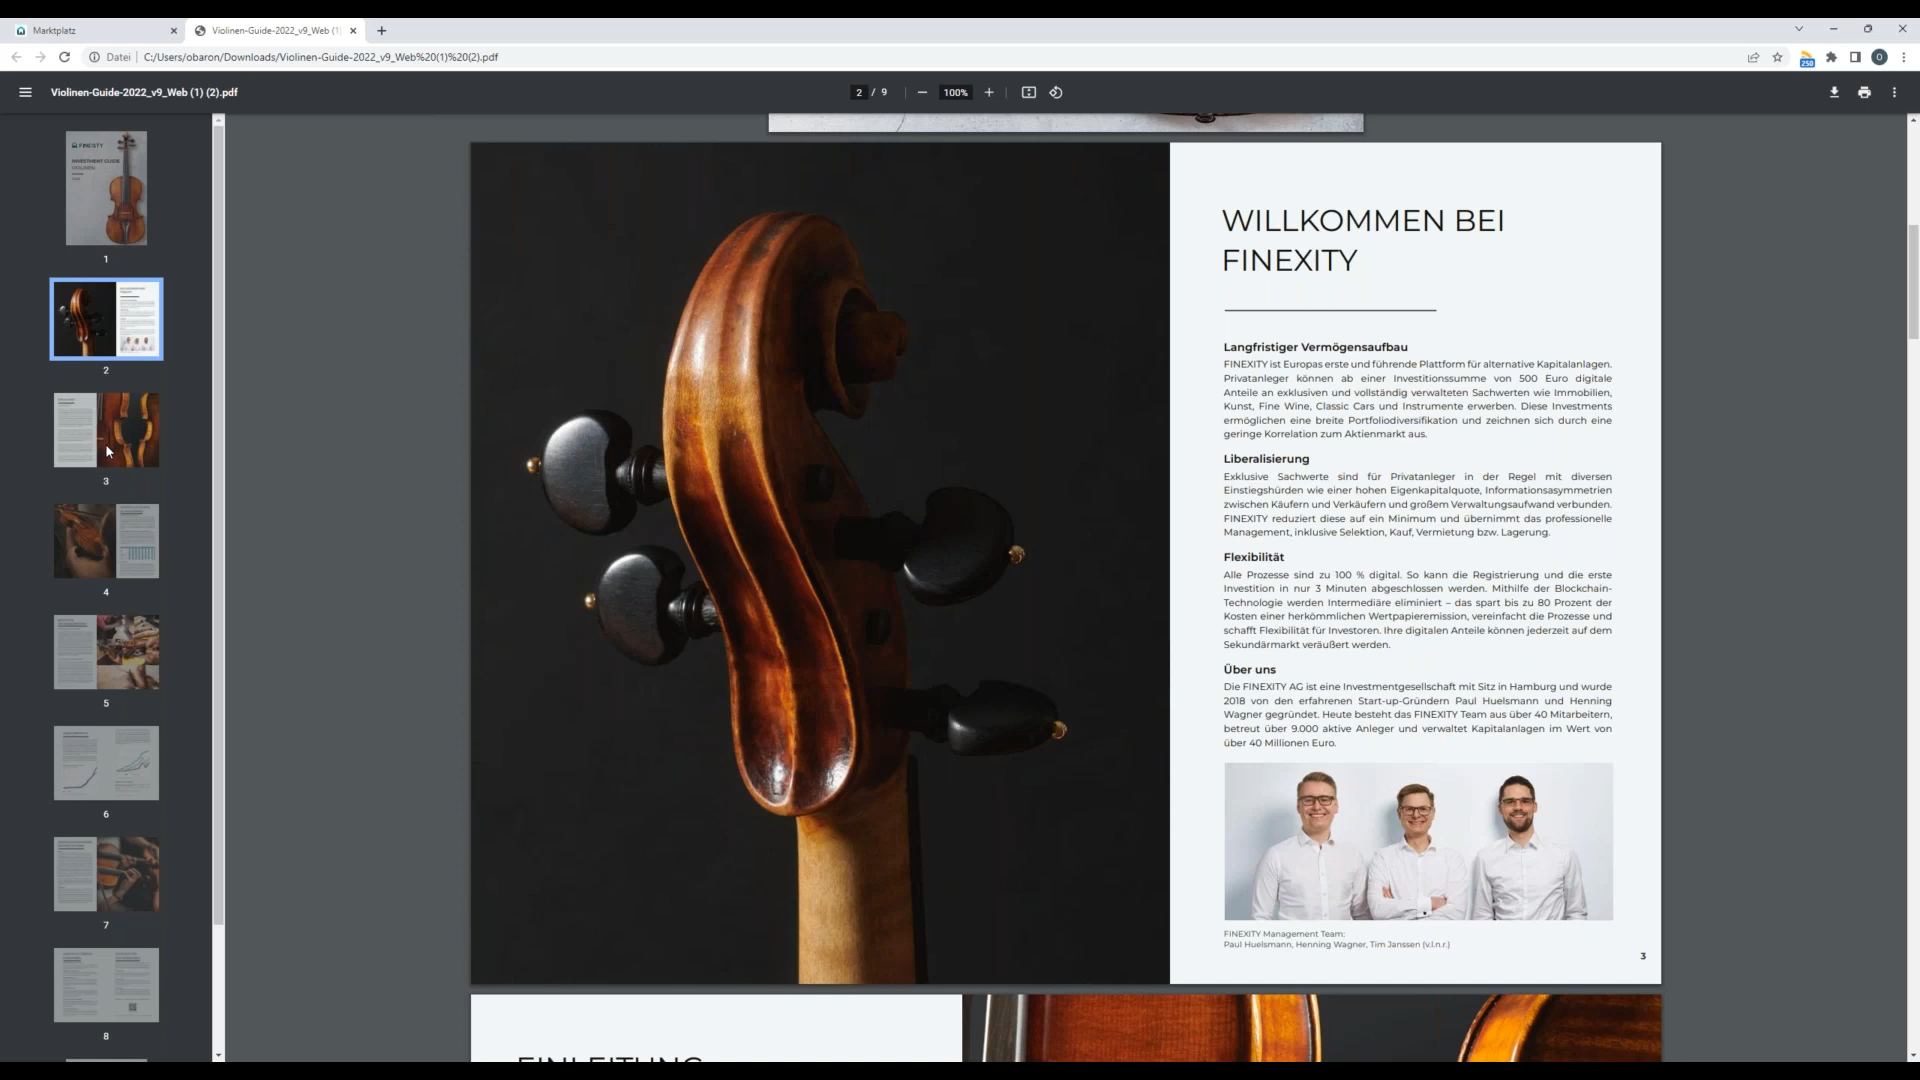 Marktplatz
Violinen-Guide-2022_v9_Web (1)
Datei
C:/Users/obaron/Downloads/Violinen-Guide-2022_v9_Web%20(1)%20(2).pdf
250
O
Violinen-Guide-2022_v9_Web (1) (2).pdf
2 / 9
100%
FINEXITY
INVESTMENT GUIDE
1
2
3
4
5
6
7
8
WILLKOMMEN BEI
FINEXITY
Langfristiger Vermögensaufbau
FINEXITY ist Europas erste und führende Plattform für alternative Kapitalanlagen.
Privatanleger können ab einer Investitionssumme von 500 Euro digitale
Anteile an exklusiven und vollständig verwalteten Sachwerten wie Immobilien,
Kunst, Fine Wine, Classic Cars und Instrumente erwerben. Diese Investments
ermöglichen eine breite Portfoliodiversifikation und zeichnen sich durch eine
geringe Korrelation zum Aktienmarkt aus.
Liberalisierung
Exklusive Sachwerte sind für Privatanleger in der Regel mit diversen
Einstiegshürden wie einer hohen Eigenkapitalquote, Informationsasymmetrien
zwischen Käufern und Verkäufern und großem Verwaltungsaufwand verbunden.
FINEXITY reduziert diese auf ein Minimum und übernimmt das professionelle
Management, inklusive Selektion, Kauf, Vermietung bzw. Lagerung.
Flexibilität
Alle Prozesse sind zu 100 % digital. So kann die Registrierung und die erste
Investition in nur 3 Minuten abgeschlossen werden. Mithilfe der Blockchain-
Technologie werden Intermediäre eliminiert – das spart bis zu 80 Prozent der
Kosten einer herkömmlichen Wertpapieremission, vereinfacht die Prozesse und
schafft Flexibilität für Investoren. Ihre digitalen Anteile können jederzeit auf dem
Sekundärmarkt veräußert werden.
Über uns
Die FINEXITY AG ist eine Investmentgesellschaft mit Sitz in Hamburg und wurde
2018 von den erfahrenen Start-up-Gründern Paul Huelsmann und Henning
Wagner gegründet. Heute besteht das FINEXITY Team aus über 40 Mitarbeitern,
betreut über 9.000 aktive Anleger und verwaltet Kapitalanlagen im Wert von
über 40 Millionen Euro.
FINEXITY Management Team:
Paul Huelsmann, Henning Wagner, Tim Janssen (v.l.n.r.)
3
EINLEITUNG